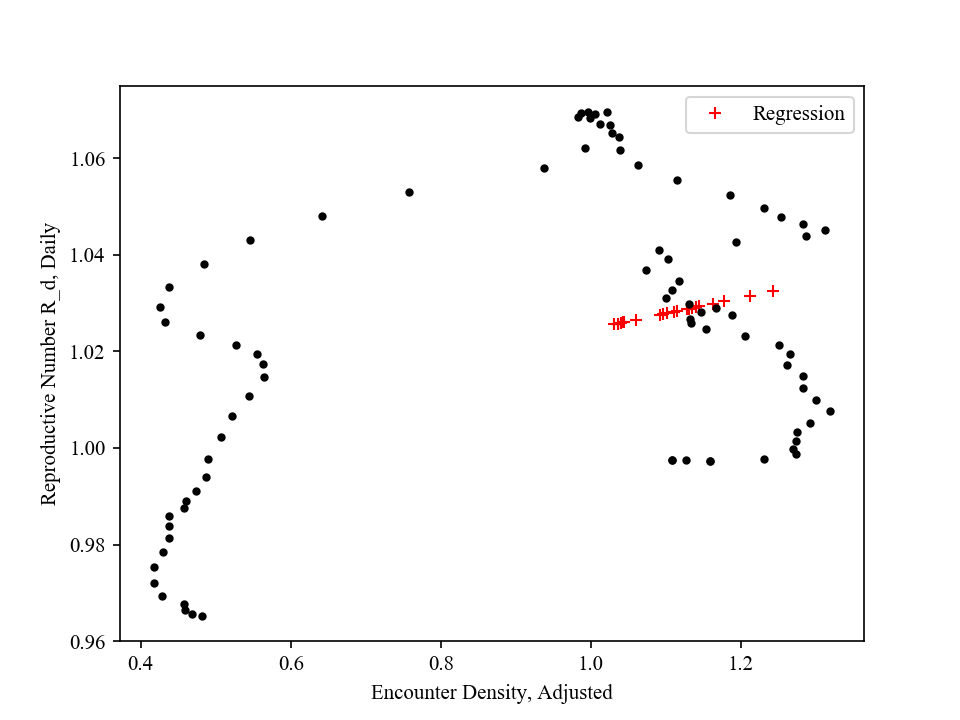 Regression
1.06
1.04
1.02
1.00
0.98
0.96
Reproductive Number R_d, Daily
0.4 0.6 0.8 1.0 1.2
Encounter Density, Adjusted